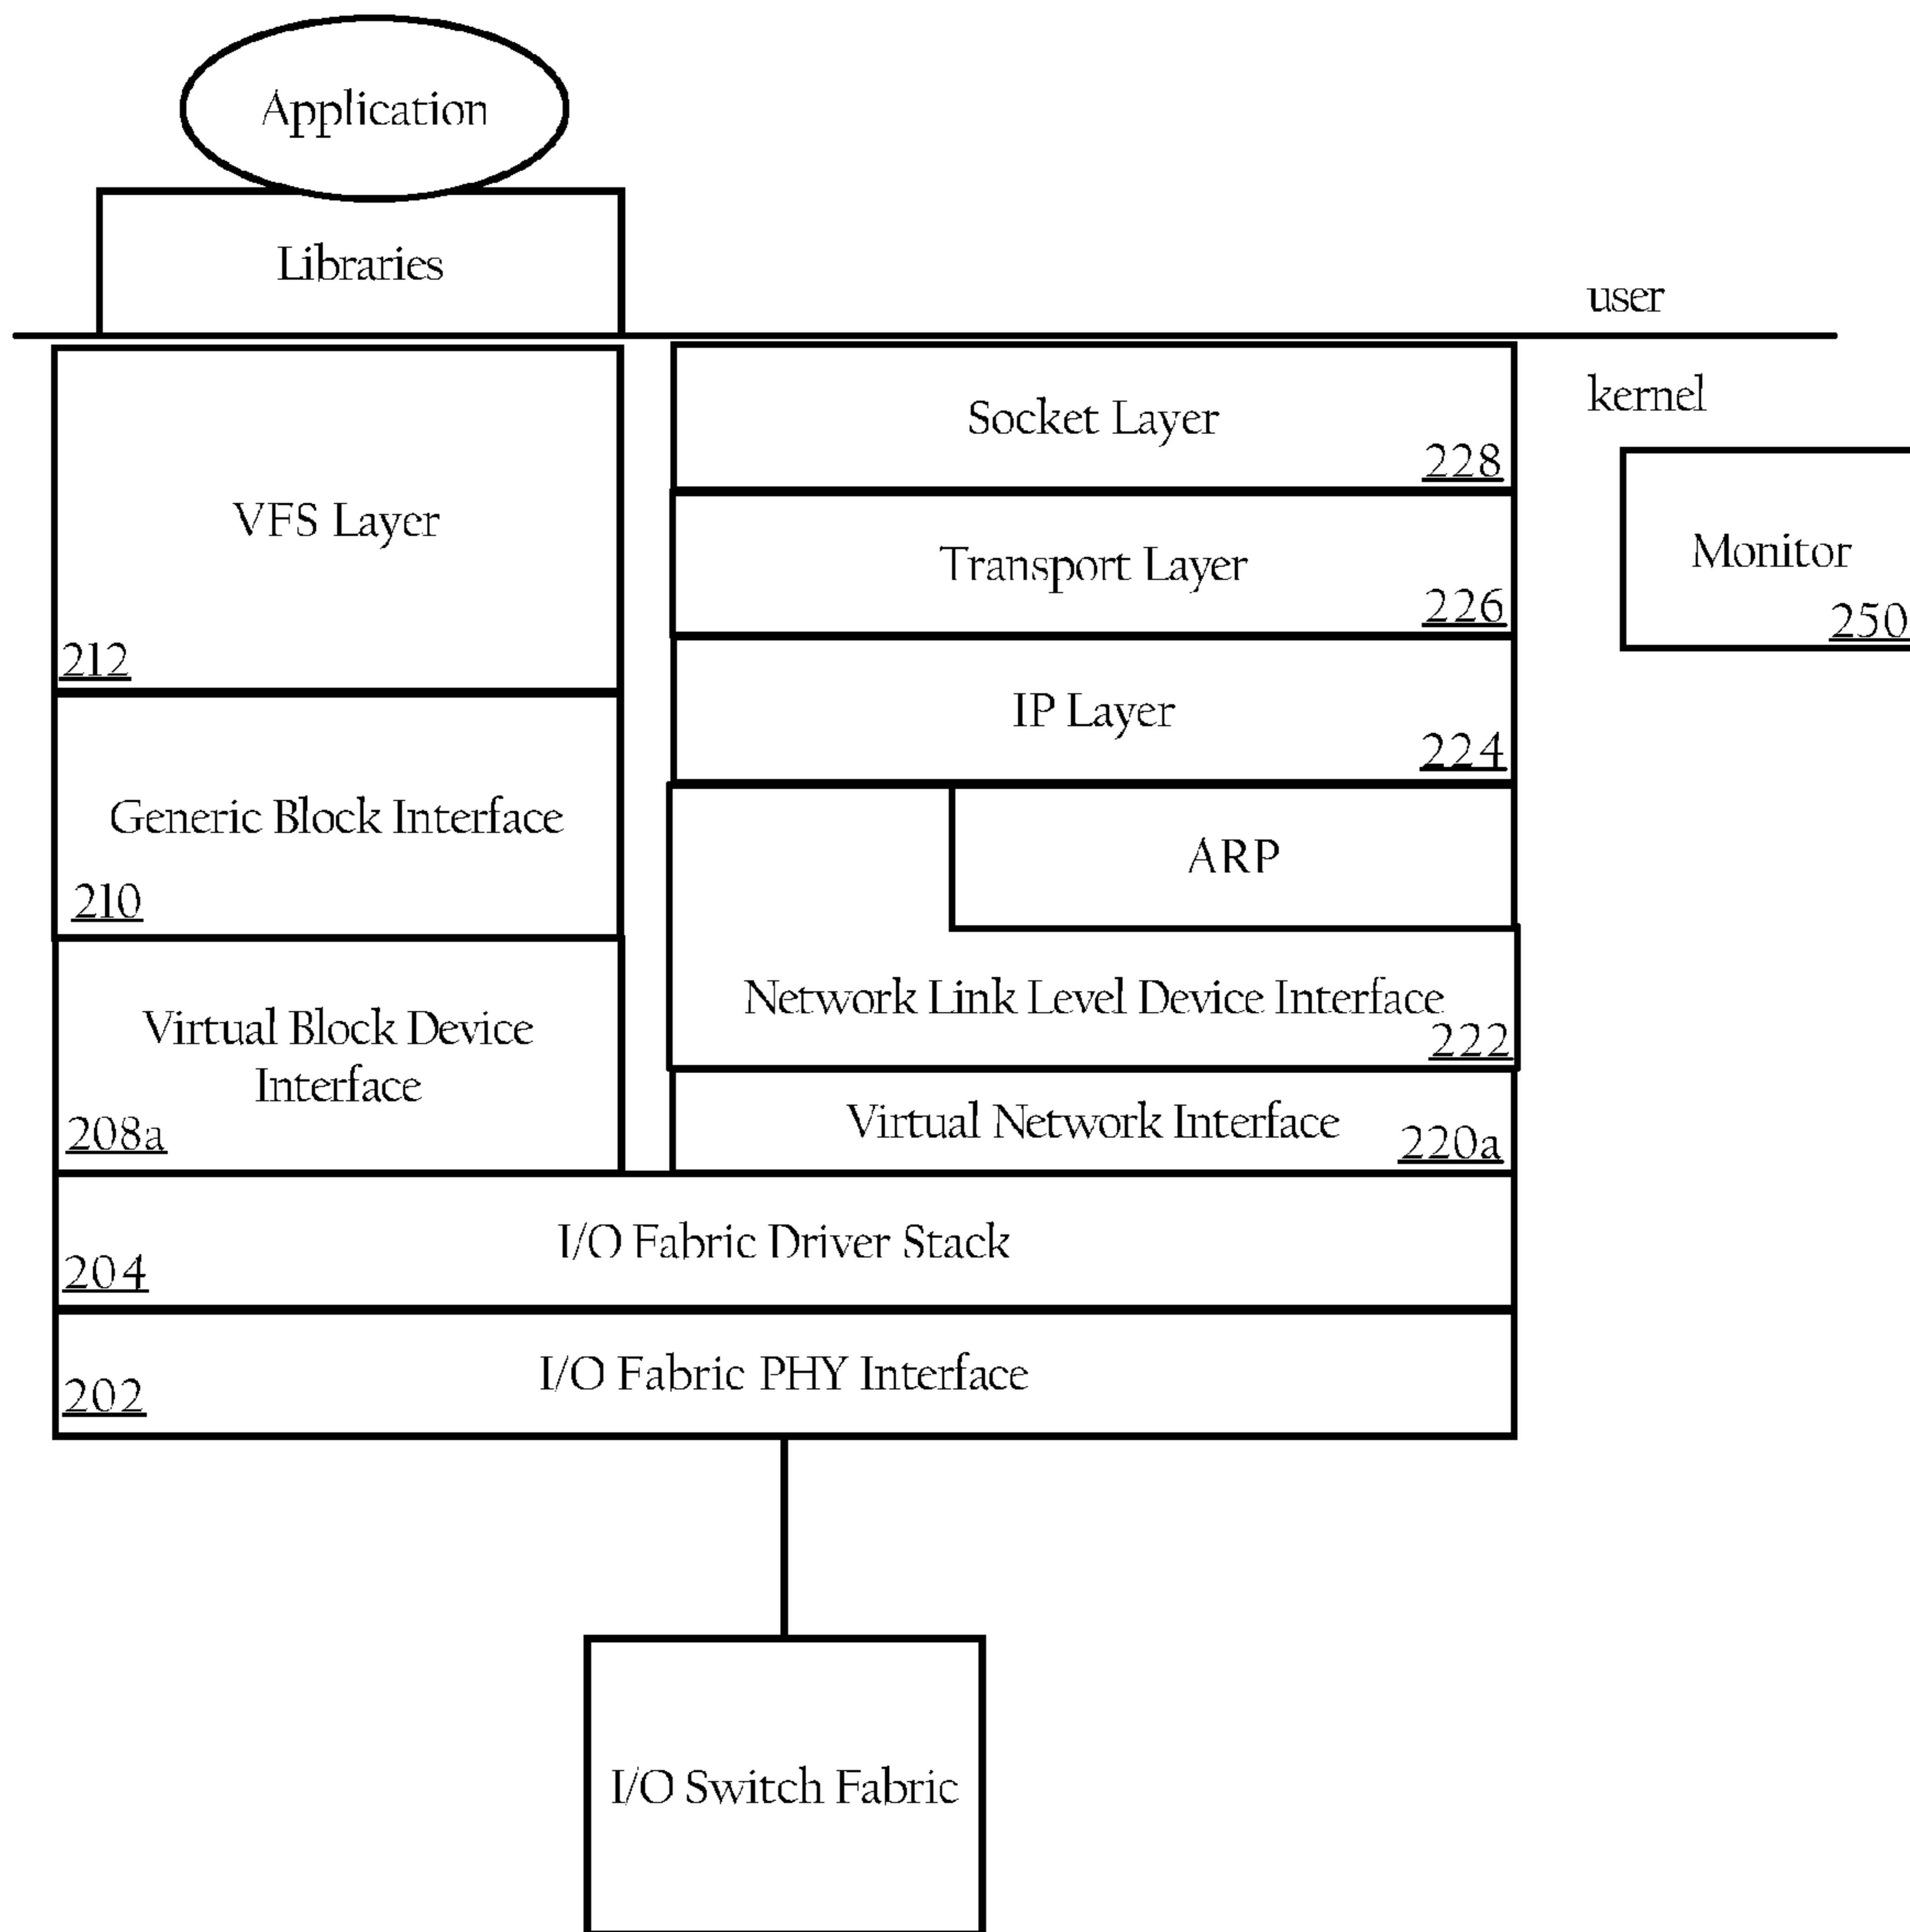 Application
Libraries
user
kernel
VFS Layer
212
Generic Block Interface
210
Virtual Block Device
Interface
208a
Socket Layer
228
Transport Layer
226
IP Layer
224
ARP
Network Link Level Device Interface
222
Virtual Network Interface
220a
Monitor
250
I/O Fabric Driver Stack
204
I/O Fabric PHY Interface
202
I/O Switch Fabric